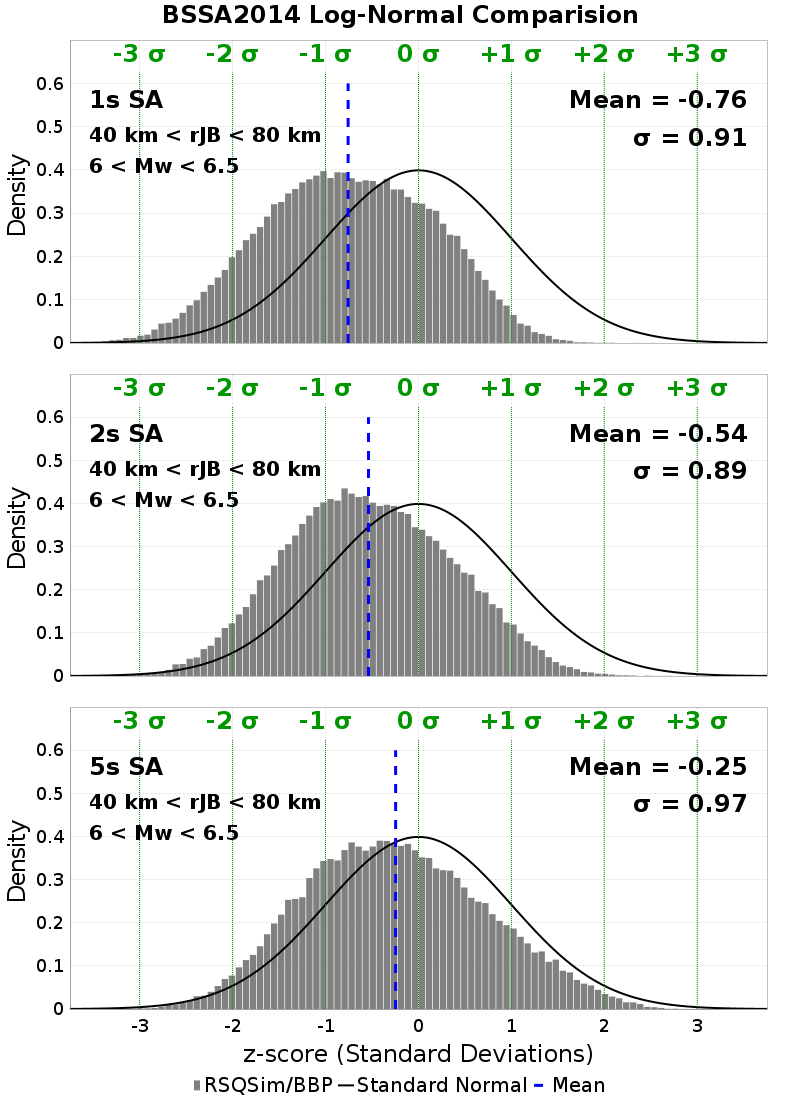 BSSA2014 Log-Normal Comparision
-3 σ -2 σ -1 σ 0 σ +1 σ +2 σ +3 σ
0.6
1s SA Mean = -0.76
0.5
40 km < rJB < 80 km σ = 0.91
6 < Mw < 6.5
0.4
0.3
0.2
0.1
0
Density
-3 σ -2 σ -1 σ 0 σ +1 σ +2 σ +3 σ
0.6
2s SA Mean = -0.54
0.5
40 km < rJB < 80 km σ = 0.89
6 < Mw < 6.5
0.4
0.3
0.2
0.1
0
Density
-3 σ -2 σ -1 σ 0 σ +1 σ +2 σ +3 σ
0.6
5s SA Mean = -0.25
0.5
40 km < rJB < 80 km σ = 0.97
6 < Mw < 6.5
0.4
0.3
0.2
0.1
0
Density
-3 -2 -1 0 1 2 3
z-score (Standard Deviations)
RSQSim/BBP Standard Normal Mean